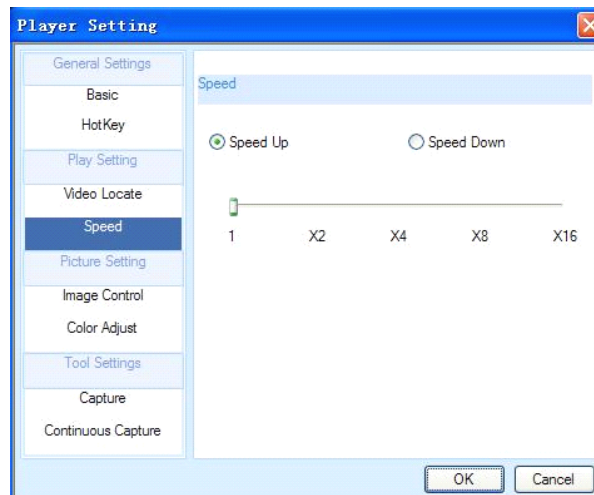 Player Setting
General Settings
Basic
HotKey
Play Setting
Video Locate
Speed
Picture Setting
Image Control
Color Adjust
Tool Settings
Capture
Continuous Capture
Speed
Speed Up Speed Down
1 X2 X4 X8 X16
OK Cancel